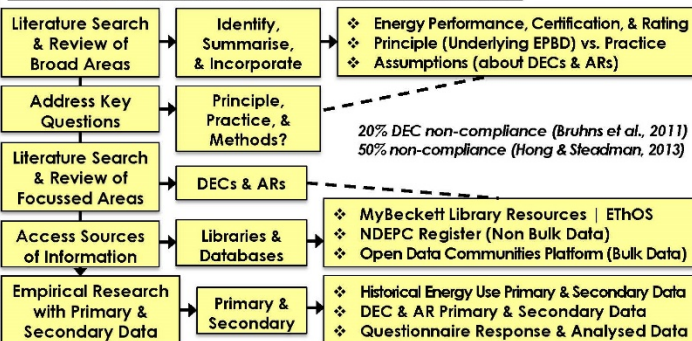 Literature Search
& Review of
Broad Areas
Identify,
Summarise,
& Incorporate
❖ Energy Performance, Certification, & Rating
❖ Principle (Underlying EPBD) vs. Practice
❖ Assumptions (about DECs & ARs)
Address Key
Questions
Principle,
Practice, &
Methods?
20% DEC non-compliance (Bruhns et al., 2011)
50% non-compliance (Hong & Steadman, 2013)
Literature Search
& Review of
Focussed Areas
DECs & ARs
Access Sources
of Information
Libraries &
Databases
❖ MyBeckett Library Resources | EThOS
❖ NDEPC Register (Non Bulk Data)
❖ Open Data Communities Platform (Bulk Data)
Empirical Research
with Primary &
Secondary Data
Primary &
Secondary
❖ Historical Energy Use Primary & Secondary Data
❖ DEC & AR Primary & Secondary Data
❖ Questionnaire Response & Analysed Data